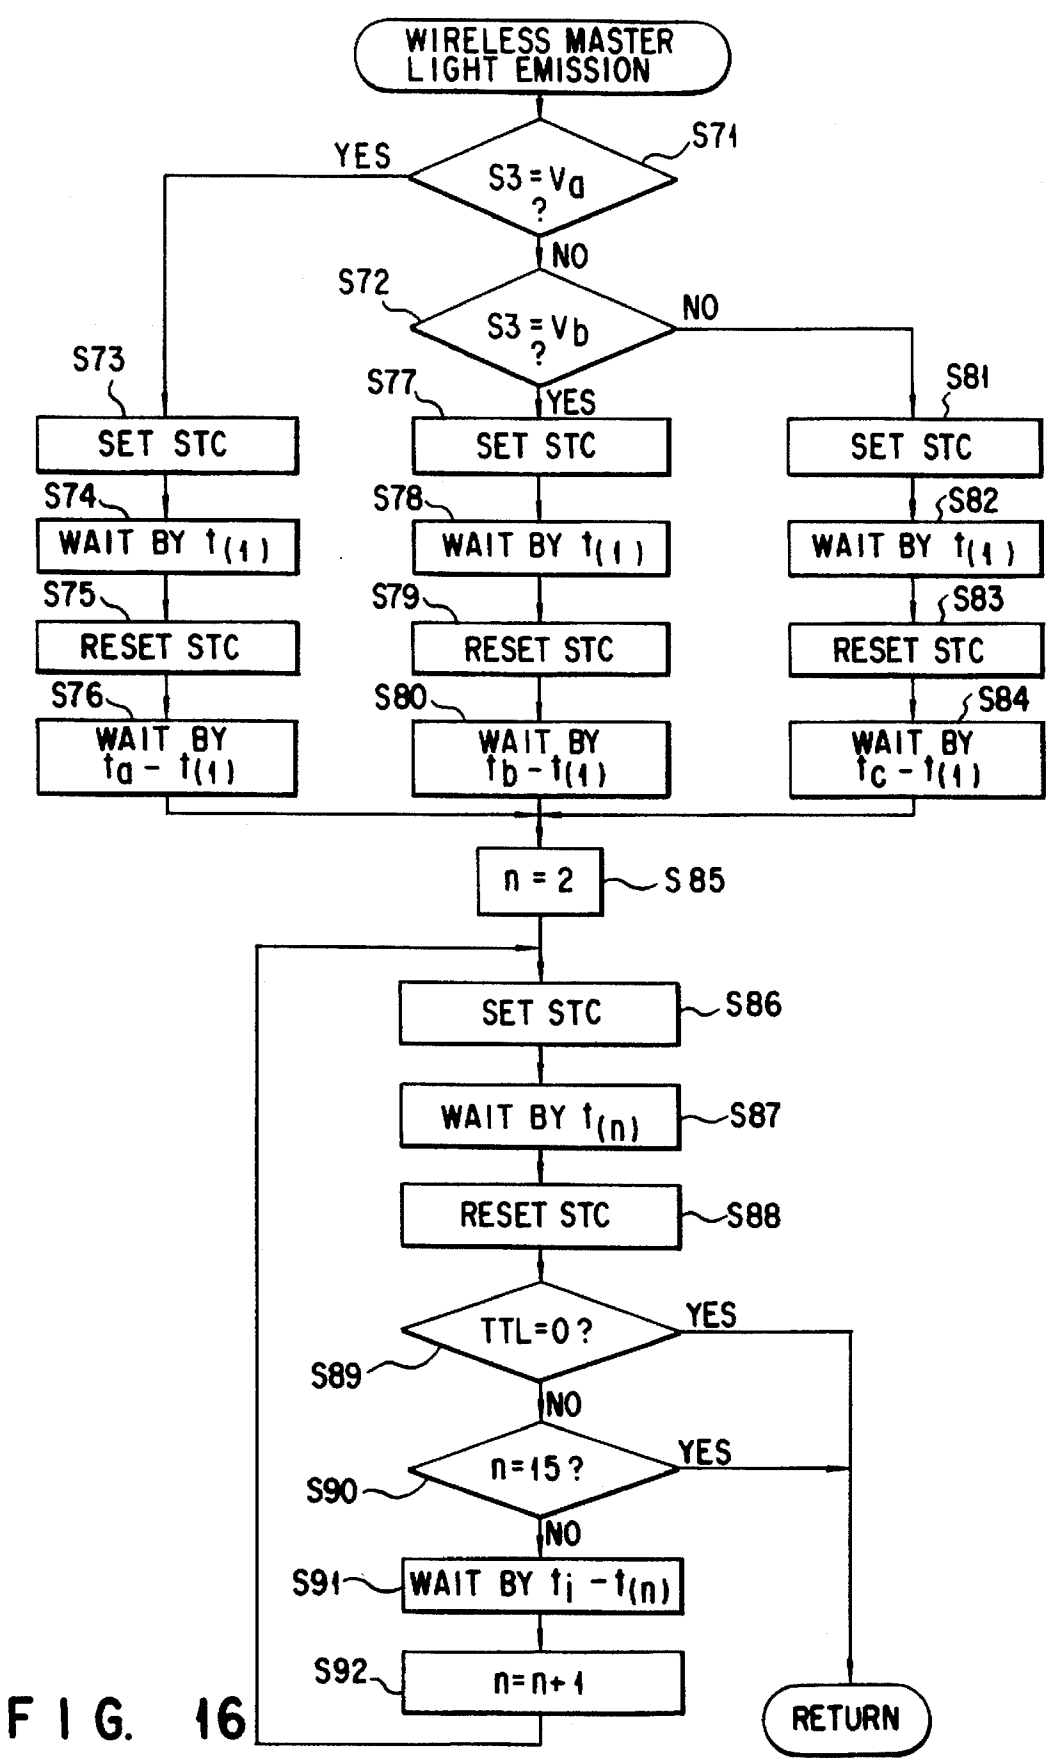 WIRELESS MASTER
LIGHT EMISSION
S71
YES
S3 = Va
?
NO
S72
NO
S3 = Vb
?
YES
S73
SET STC
S74
WAIT BY t(1)
S75
RESET STC
S76
WAIT BY
ta - t(1)
S77
SET STC
S78
WAIT BY t(1)
S79
RESET STC
S80
WAIT BY
tb - t(1)
S81
SET STC
S82
WAIT BY t(1)
S83
RESET STC
S84
WAIT BY
tc - t(1)
n = 2
S85
SET STC
S86
WAIT BY t(n)
S87
RESET STC
S88
TTL=0?
YES
S89
NO
n=15?
YES
S90
NO
S91
WAIT BY ti - t(n)
S92
n=n+1
RETURN
FIG. 16